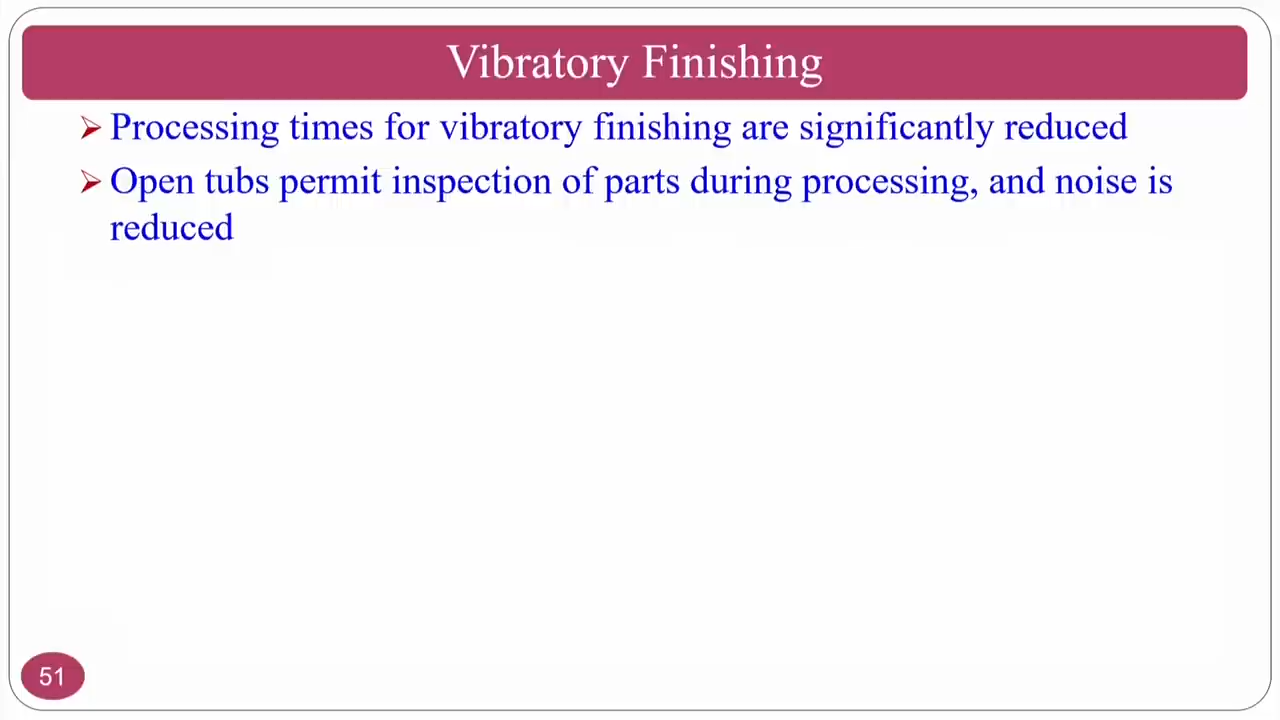 Vibratory Finishing
Processing times for vibratory finishing are significantly reduced
Open tubs permit inspection of parts during processing, and noise is
reduced
51